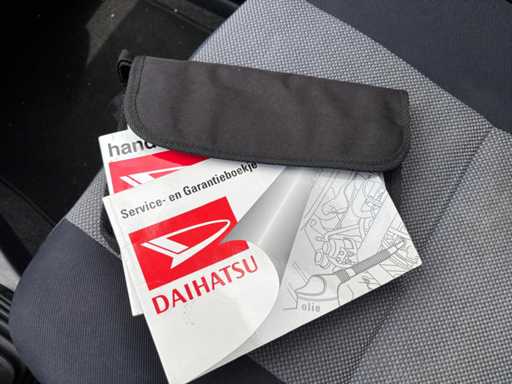 hand
Service- en Garantieboekje
DAIHATSU
olie